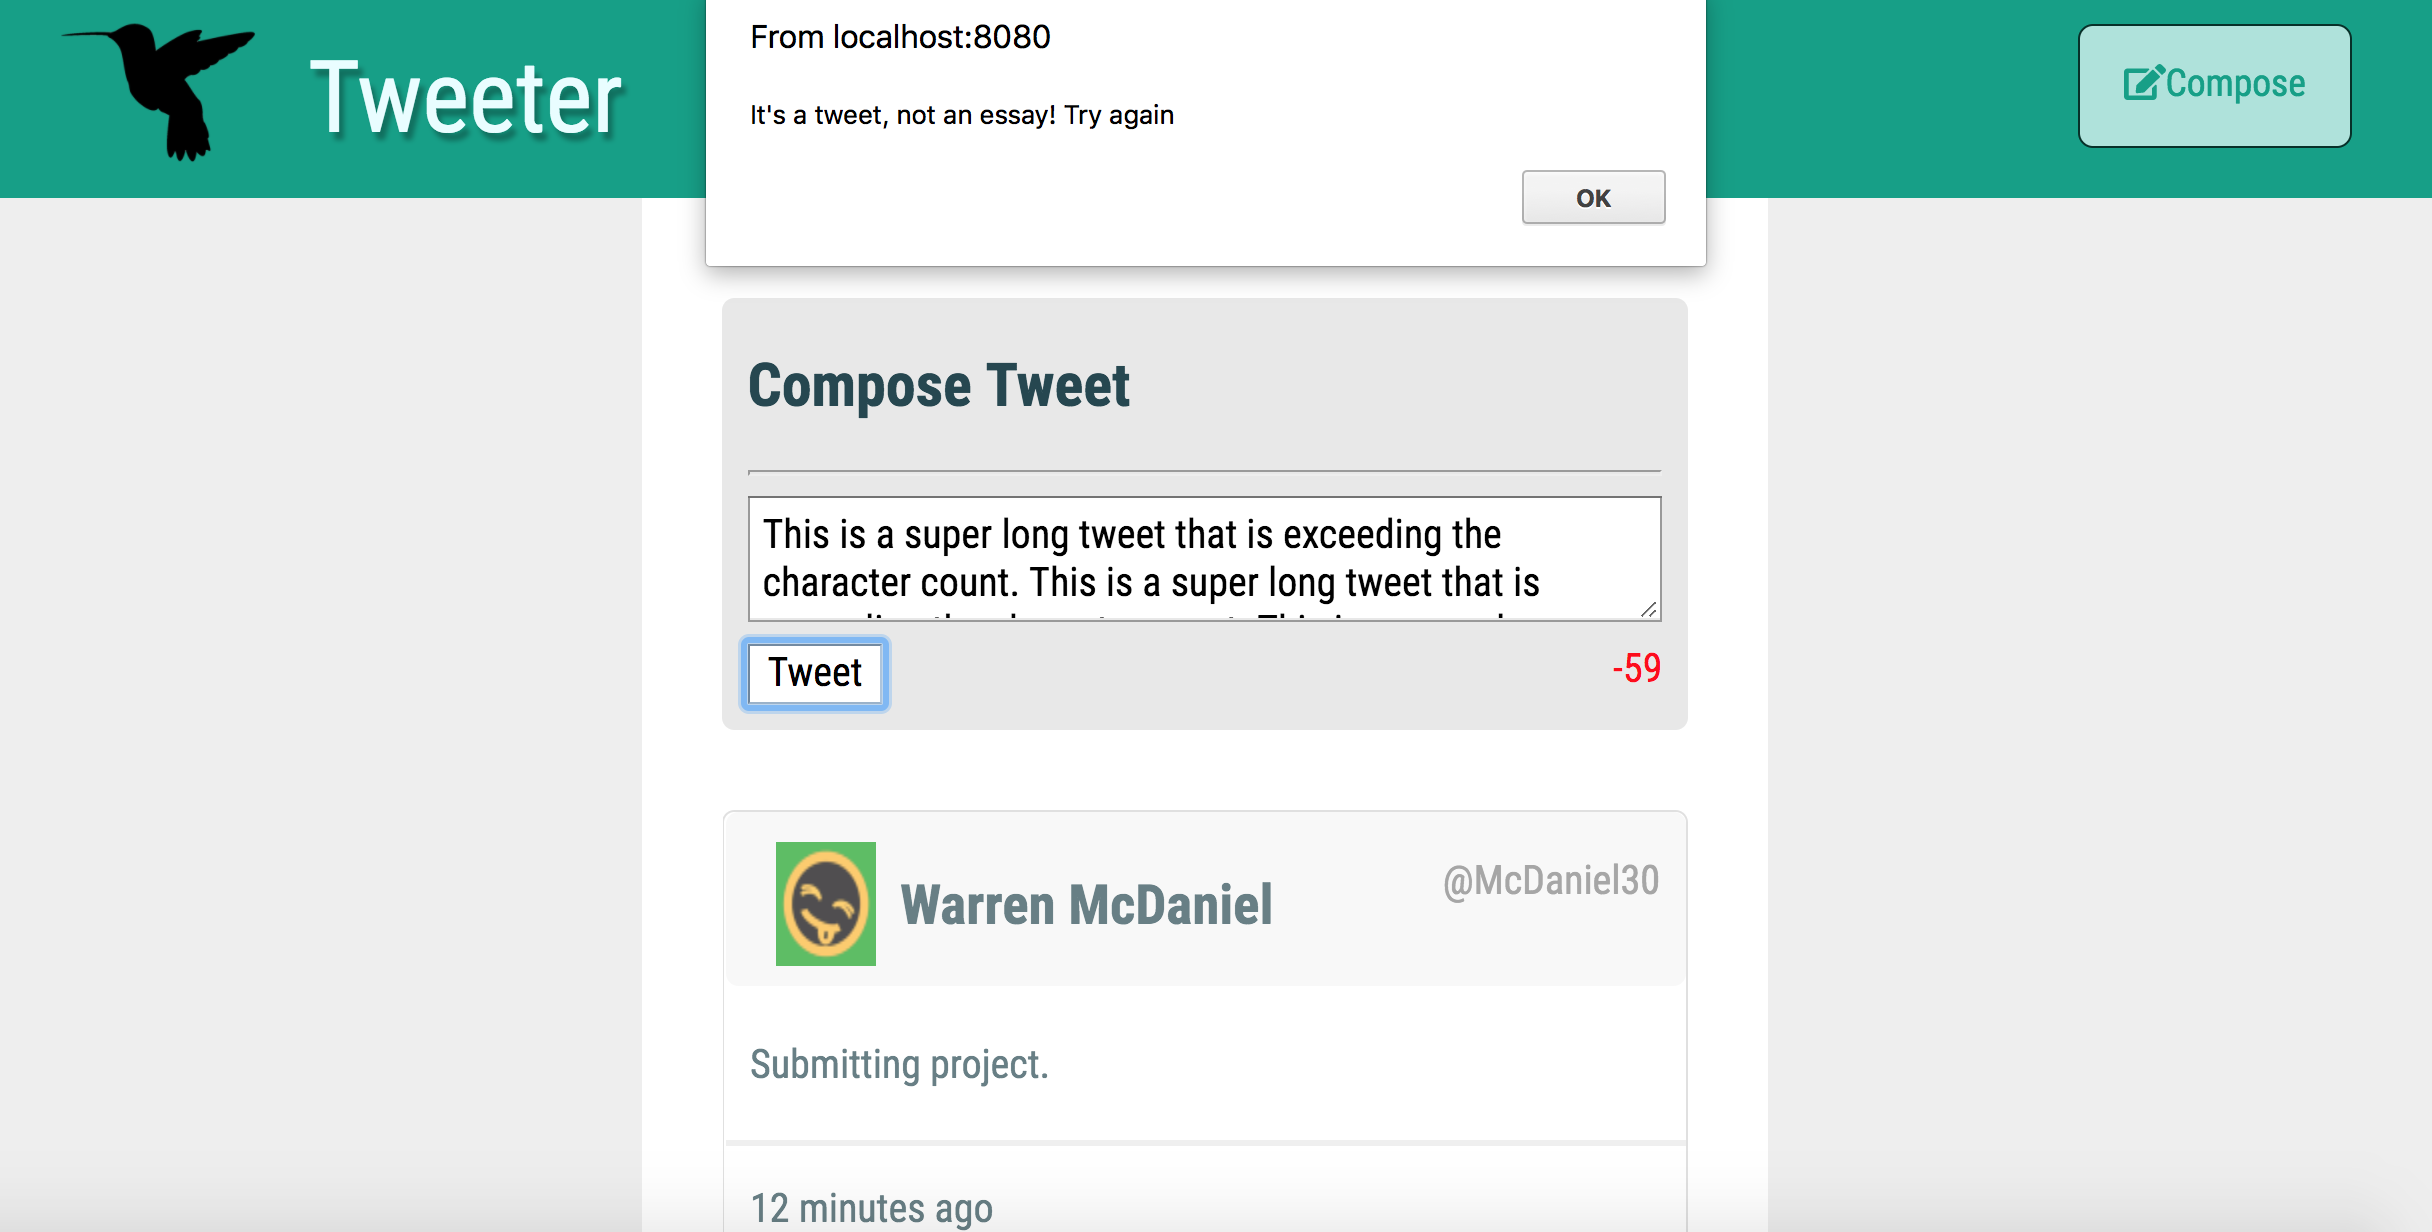 Tweeter
From localhost:8080
It's a tweet, not an essay! Try again
OK
Compose
Compose Tweet
This is a super long tweet that is exceeding the
character count. This is a super long tweet that is
Tweet
-59
Warren McDaniel
@McDaniel30
Submitting project.
12 minutes ago